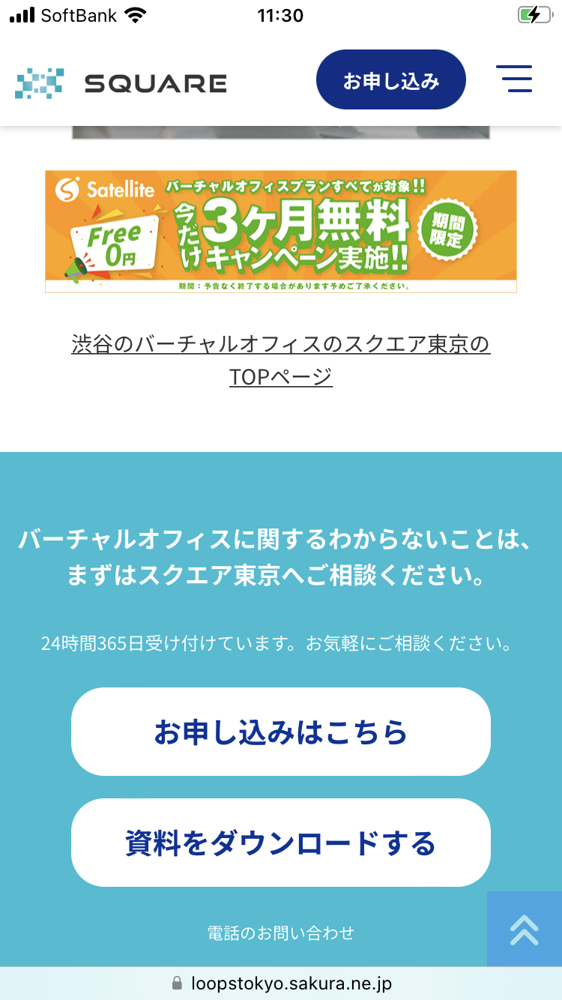 SoftBank 11:30
SQUARE
お申し込み
Satellite バーチャルオフィスプランすべてが対象!!
Free 0円
今だけ
3ヶ月無料
キャンペーン実施!!
期間限定
期間：予告なく終了する場合があります予めご了承ください。
渋谷のバーチャルオフィスのスクエア東京の
TOPページ
バーチャルオフィスに関するわからないことは、
まずはスクエア東京へご相談ください。
24時間365日受け付けています。お気軽にご相談ください。
お申し込みはこちら
資料をダウンロードする
電話のお問い合わせ
loopstokyo.sakura.ne.jp